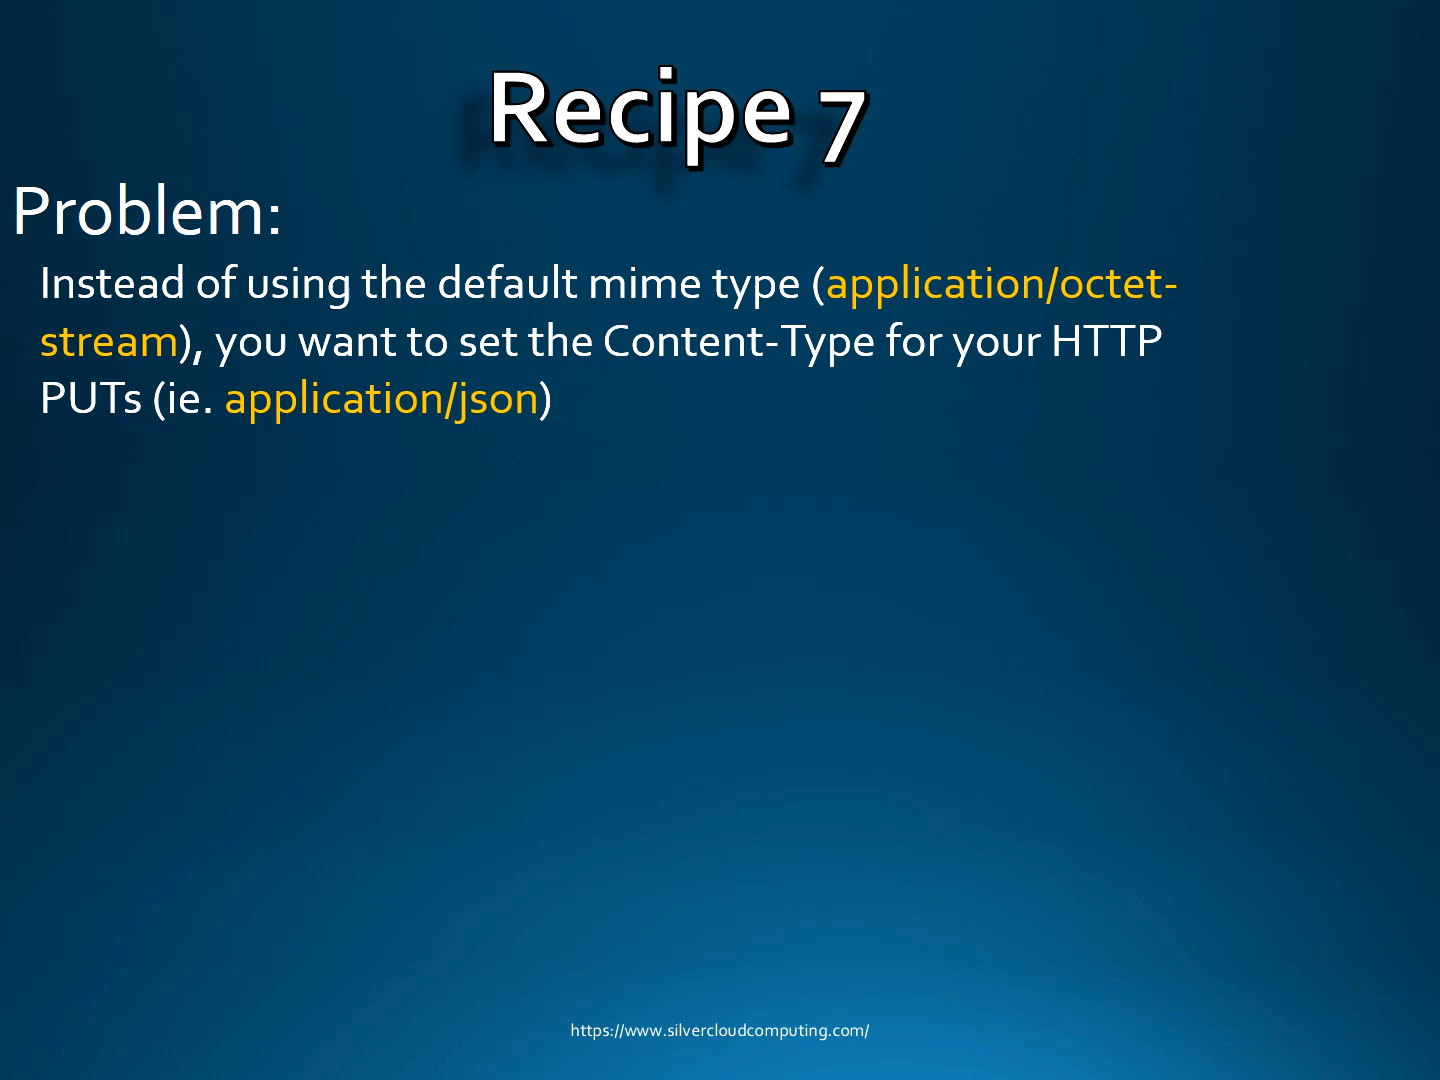 Recipe 7
Problem:
Instead of using the default mime type (application/octet-
stream), you want to set the Content-Type for your HTTP
PUTs (ie. application/json)
https://www.silvercloudcomputing.com/